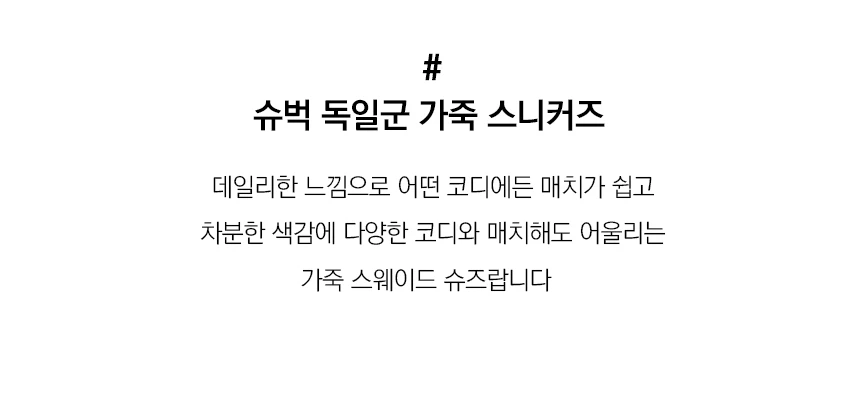 #
슈벅 독일군 가죽 스니커즈
데일리한 느낌으로 어떤 코디에든 매치가 쉽고
차분한 색감에 다양한 코디와 매치해도 어울리는
가죽 스웨이드 슈즈랍니다